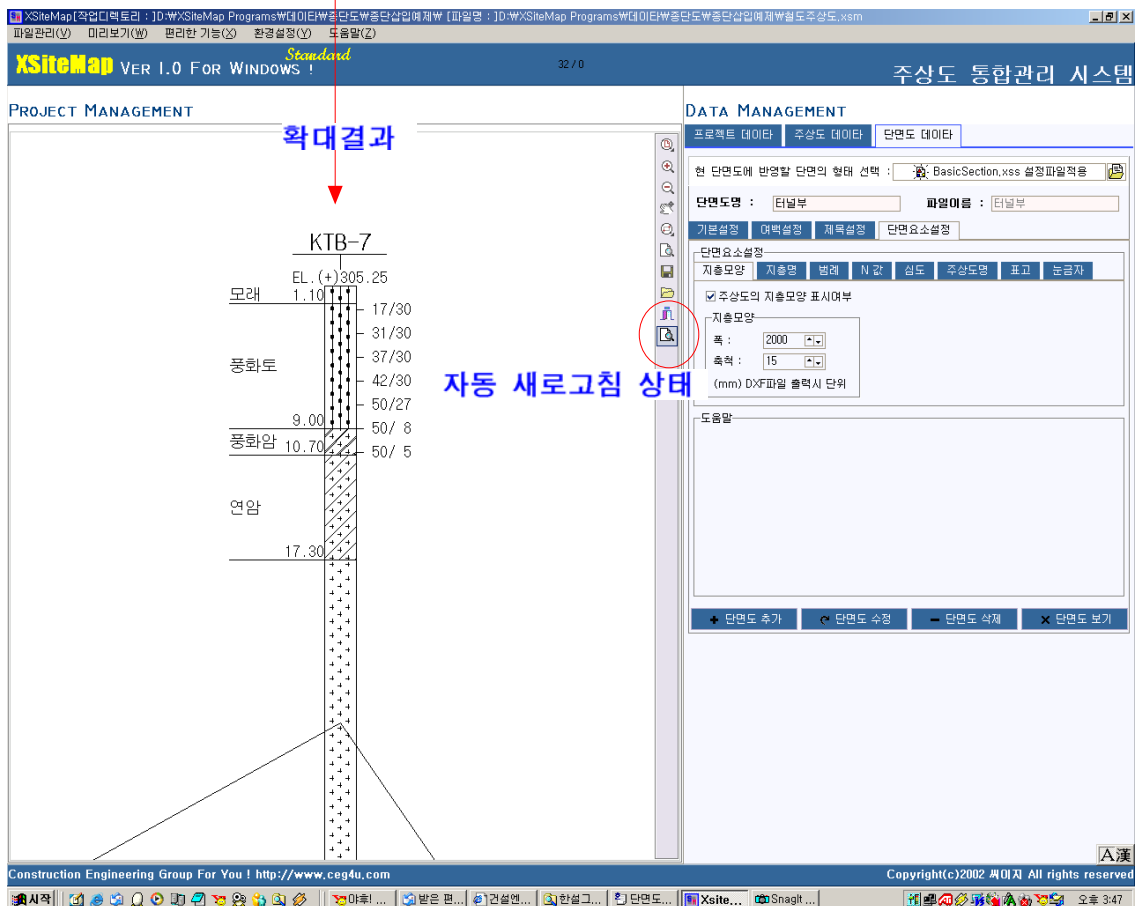 XSiteMap[작업디렉토리 : ]D:₩XSiteMap Programs₩데이타₩종단도₩종단삽입예제₩ [파일명 : ]D:₩XSiteMap Programs₩데이타₩종단도₩종단삽입예제₩철도주상도,xsm
파일관리(V) 미리보기(W) 편리한 기능(X) 환경설정(Y) 도움말(Z)
XSiteMap VER 1.0 FOR WINDOWS !
Standard
32 / 0
주상도 통합관리 시스템
PROJECT MANAGEMENT
확대결과
KTB-7
EL.(+)305.25
모래 1.10
17/30
31/30
37/30
풍화토
42/30
50/27
9.00
50/ 8
풍화암 10.70
50/ 5
연암
17.30
자동 새로고침 상태
DATA MANAGEMENT
프로젝트 데이타 주상도 데이타 단면도 데이타
현 단면도에 반영할 단면의 형태 선택 : BasicSection,xss 설정파일적용
단면도명 : 터널부 파일이름 : 터널부
기본설정 여백설정 제목설정 단면요소설정
단면요소설정
지층모양 지층명 범례 N 값 심도 주상도명 표고 눈금자
주상도의 지층모양 표시여부
지층모양
폭 : 2000
축척 : 15
(mm) DXF파일 출력시 단위
도움말
단면도 추가 단면도 수정 단면도 삭제 단면도 보기
A漢
Construction Engineering Group For You ! http://www,ceg4u,com
Copyright(c)2002 씨이지 All rights reserved
시작 야후! ... 받은 편... 건설엔... 한설그... 단면도... Xsite... SnagIt ... 오후 3:47